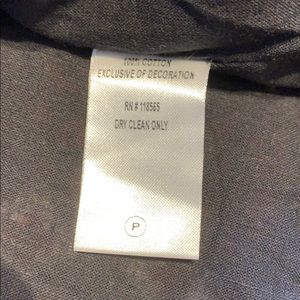 100% COTTON
EXCLUSIVE OF DECORATION
RN # 118565
DRY CLEAN ONLY
P